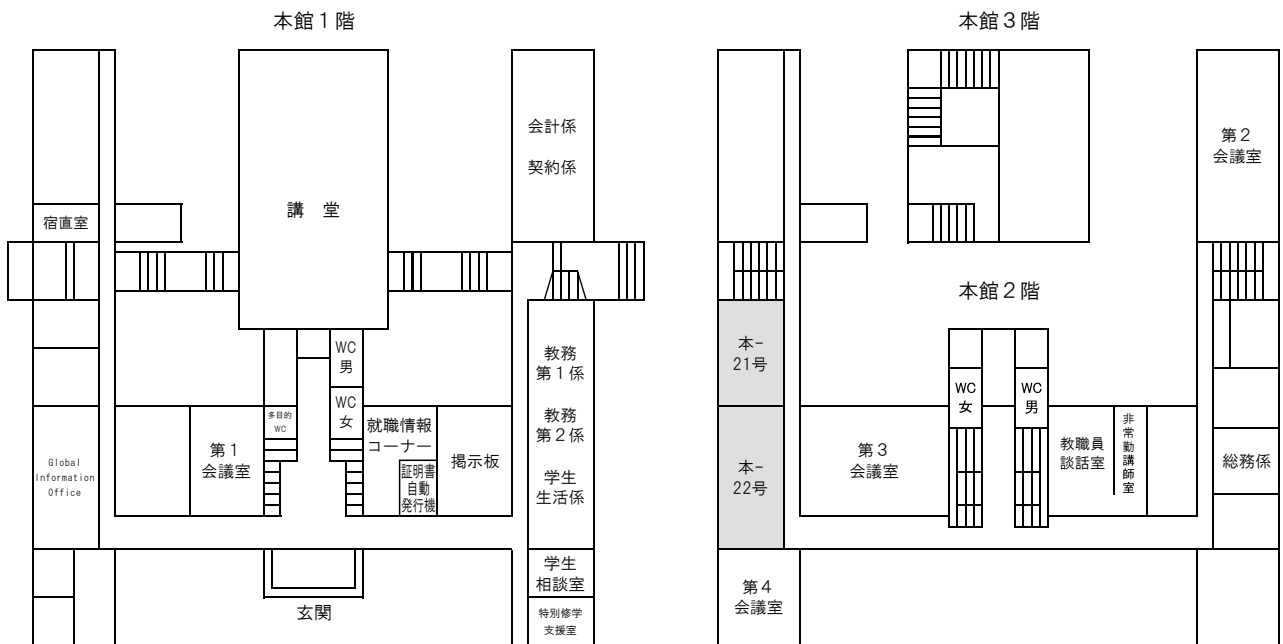 本館１階
会計係
契約係
講　堂
宿直室
WC
男
WC
女
多目的
WC
就職情報
コーナー
証明書
自動
発行機
掲示板
第１
会議室
Global
Information
Office
教務
第１係
教務
第２係
学生
生活係
学生
相談室
特別修学
支援室
玄関
本館３階
第２
会議室
本館２階
本-
21号
本-
22号
WC
女
WC
男
第３
会議室
教職員
談話室
非常勤講師室
総務係
第４
会議室